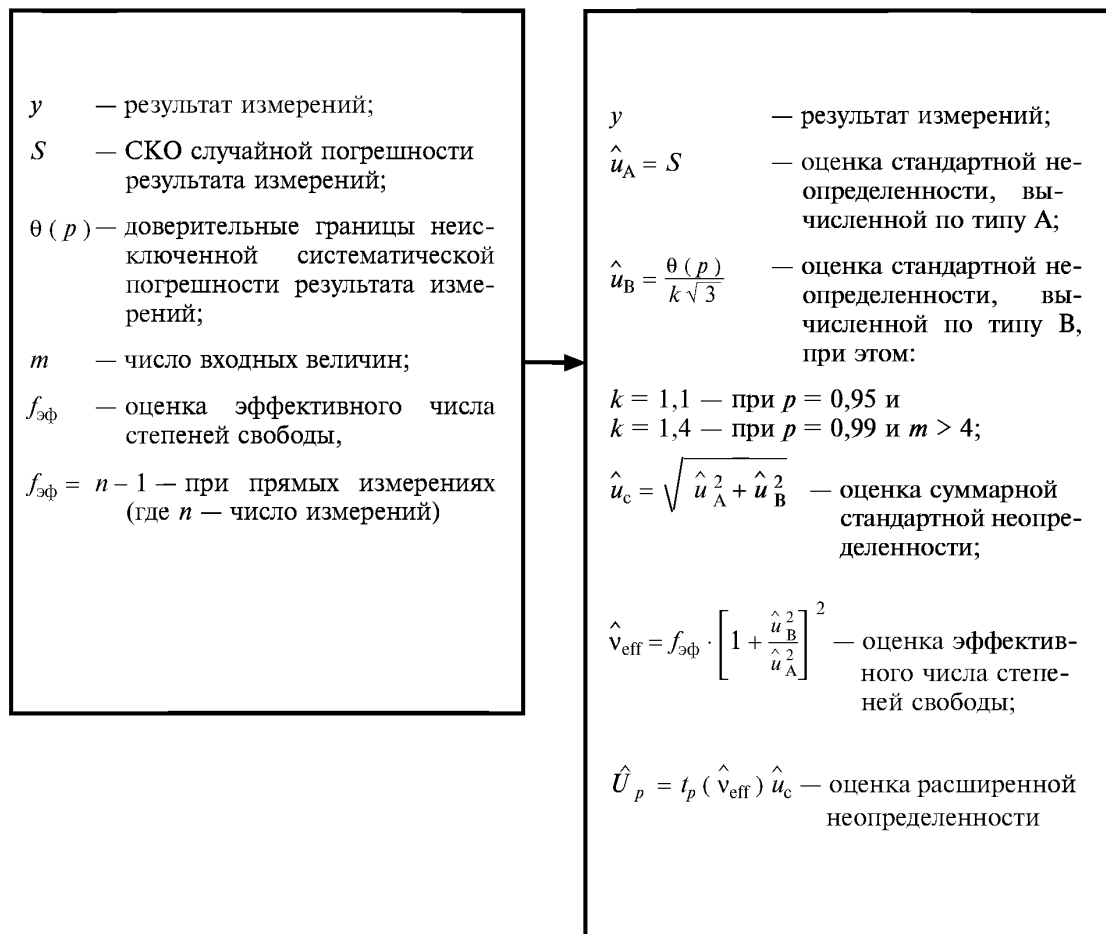 y — результат измерений;
S — СКО случайной погрешности
результата измерений;
θ (p) — доверительные границы неис-
ключенной систематической
погрешности результата изме-
рений;
m — число входных величин;
fэф — оценка эффективного числа
степеней свободы,
fэф = n – 1 — при прямых измерениях
(где n — число измерений)
y — результат измерений;
û_A = S — оценка стандартной не-
определенности, вы-
численной по типу А;
û_B = θ (p) / k√3 — оценка стандартной не-
определенности, вы-
численной по типу В,
при этом:
k = 1,1 — при p = 0,95 и
k = 1,4 — при p = 0,99 и m > 4;
û_c = √(û²_A + û²_B) — оценка суммарной
стандартной неопре-
деленности;
ν̂_eff = fэф · [1 + û²_B / û²_A]² — оценка эффектив-
ного числа степе-
ней свободы;
Û_p = t_p (ν̂_eff) û_c — оценка расширенной
неопределенности